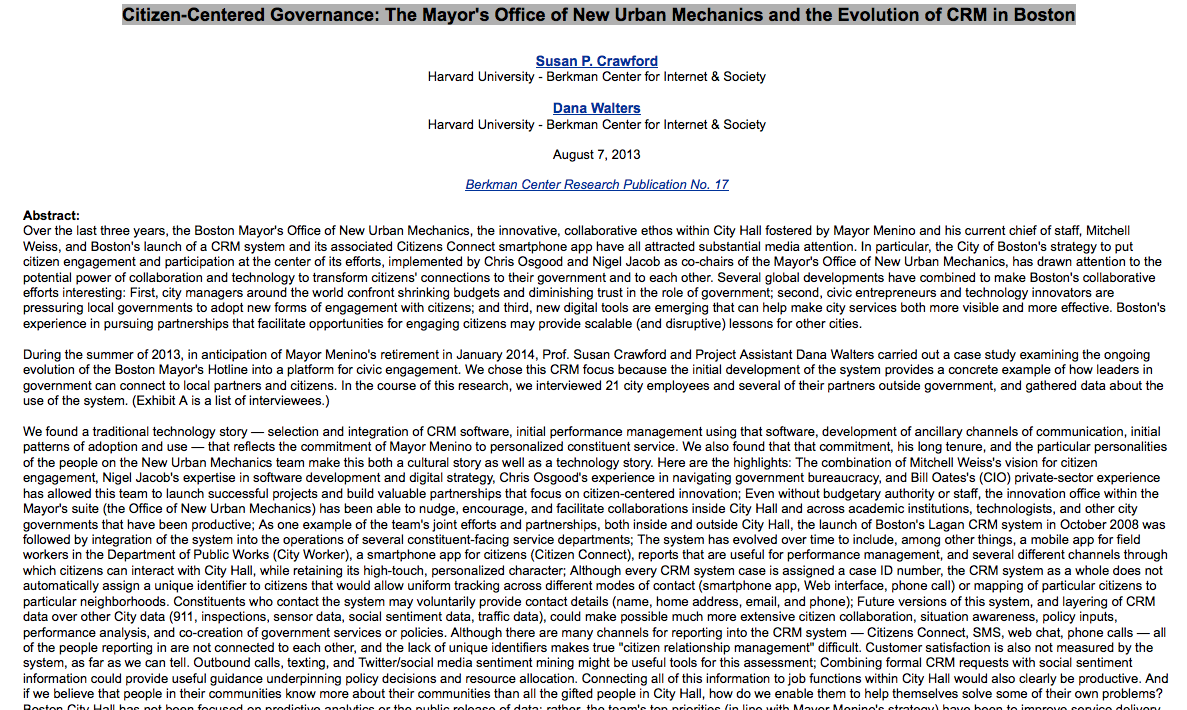 Citizen-Centered Governance: The Mayor's Office of New Urban Mechanics and the Evolution of CRM in Boston
Susan P. Crawford
Harvard University - Berkman Center for Internet & Society
Dana Walters
Harvard University - Berkman Center for Internet & Society
August 7, 2013
Berkman Center Research Publication No. 17
Abstract:
Over the last three years, the Boston Mayor's Office of New Urban Mechanics, the innovative, collaborative ethos within City Hall fostered by Mayor Menino and his current chief of staff, Mitchell
Weiss, and Boston's launch of a CRM system and its associated Citizens Connect smartphone app have all attracted substantial media attention. In particular, the City of Boston's strategy to put
citizen engagement and participation at the center of its efforts, implemented by Chris Osgood and Nigel Jacob as co-chairs of the Mayor's Office of New Urban Mechanics, has drawn attention to the
potential power of collaboration and technology to transform citizens' connections to their government and to each other. Several global developments have combined to make Boston's collaborative
efforts interesting: First, city managers around the world confront shrinking budgets and diminishing trust in the role of government; second, civic entrepreneurs and technology innovators are
pressuring local governments to adopt new forms of engagement with citizens; and third, new digital tools are emerging that can help make city services both more visible and more effective. Boston's
experience in pursuing partnerships that facilitate opportunities for engaging citizens may provide scalable (and disruptive) lessons for other cities.
During the summer of 2013, in anticipation of Mayor Menino's retirement in January 2014, Prof. Susan Crawford and Project Assistant Dana Walters carried out a case study examining the ongoing
evolution of the Boston Mayor's Hotline into a platform for civic engagement. We chose this CRM focus because the initial development of the system provides a concrete example of how leaders in
government can connect to local partners and citizens. In the course of this research, we interviewed 21 city employees and several of their partners outside government, and gathered data about the
use of the system. (Exhibit A is a list of interviewees.)
We found a traditional technology story — selection and integration of CRM software, initial performance management using that software, development of ancillary channels of communication, initial
patterns of adoption and use — that reflects the commitment of Mayor Menino to personalized constituent service. We also found that that commitment, his long tenure, and the particular personalities
of the people on the New Urban Mechanics team make this both a cultural story as well as a technology story. Here are the highlights: The combination of Mitchell Weiss's vision for citizen
engagement, Nigel Jacob's expertise in software development and digital strategy, Chris Osgood's experience in navigating government bureaucracy, and Bill Oates's (CIO) private-sector experience
has allowed this team to launch successful projects and build valuable partnerships that focus on citizen-centered innovation; Even without budgetary authority or staff, the innovation office within the
Mayor's suite (the Office of New Urban Mechanics) has been able to nudge, encourage, and facilitate collaborations inside City Hall and across academic institutions, technologists, and other city
governments that have been productive; As one example of the team's joint efforts and partnerships, both inside and outside City Hall, the launch of Boston's Lagan CRM system in October 2008 was
followed by integration of the system into the operations of several constituent-facing service departments; The system has evolved over time to include, among other things, a mobile app for field
workers in the Department of Public Works (City Worker), a smartphone app for citizens (Citizen Connect), reports that are useful for performance management, and several different channels through
which citizens can interact with City Hall, while retaining its high-touch, personalized character; Although every CRM system case is assigned a case ID number, the CRM system as a whole does not
automatically assign a unique identifier to citizens that would allow uniform tracking across different modes of contact (smartphone app, Web interface, phone call) or mapping of particular citizens to
particular neighborhoods. Constituents who contact the system may voluntarily provide contact details (name, home address, email, and phone); Future versions of this system, and layering of CRM
data over other City data (911, inspections, sensor data, social sentiment data, traffic data), could make possible much more extensive citizen collaboration, situation awareness, policy inputs,
performance analysis, and co-creation of government services or policies. Although there are many channels for reporting into the CRM system — Citizens Connect, SMS, web chat, phone calls — all
of the people reporting in are not connected to each other, and the lack of unique identifiers makes true "citizen relationship management" difficult. Customer satisfaction is also not measured by the
system, as far as we can tell. Outbound calls, texting, and Twitter/social media sentiment mining might be useful tools for this assessment; Combining formal CRM requests with social sentiment
information could provide useful guidance underpinning policy decisions and resource allocation. Connecting all of this information to job functions within City Hall would also clearly be productive. And
if we believe that people in their communities know more about their communities than all the gifted people in City Hall, how do we enable them to help themselves solve some of their own problems?
Boston City Hall has not been focused on predictive analytics or the public release of data; rather, the team's top priorities (in line with Mayor Menino's strategy) have been to improve service delivery